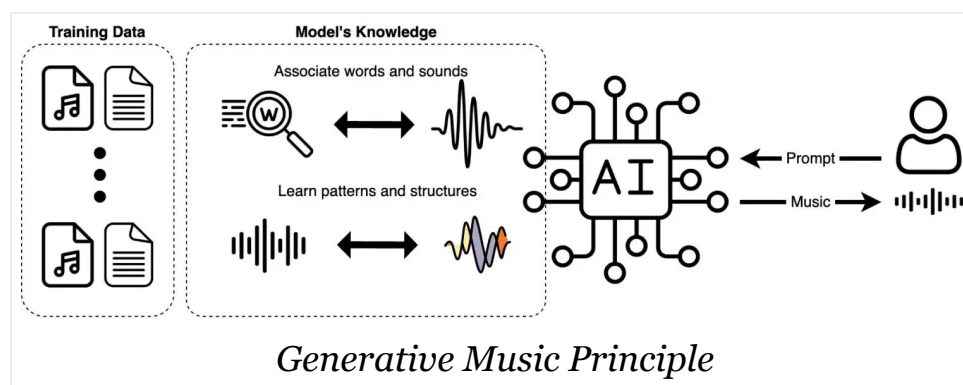 Training Data
Model's Knowledge
Associate words and sounds
W
Learn patterns and structures
AI
Prompt
Music
Generative Music Principle